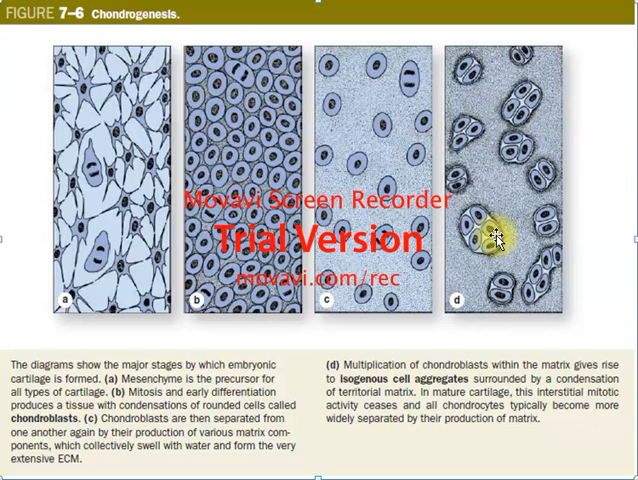 FIGURE 7–6 Chondrogenesis.
Movavi Screen Recorder
Trial Version
movavi.com/rec
a
b
c
d
The diagrams show the major stages by which embryonic
cartilage is formed. (a) Mesenchyme is the precursor for
all types of cartilage. (b) Mitosis and early differentiation
produces a tissue with condensations of rounded cells called
chondroblasts. (c) Chondroblasts are then separated from
one another again by their production of various matrix com-
ponents, which collectively swell with water and form the very
extensive ECM.
(d) Multiplication of chondroblasts within the matrix gives rise
to isogenous cell aggregates surrounded by a condensation
of territorial matrix. In mature cartilage, this interstitial mitotic
activity ceases and all chondrocytes typically become more
widely separated by their production of matrix.